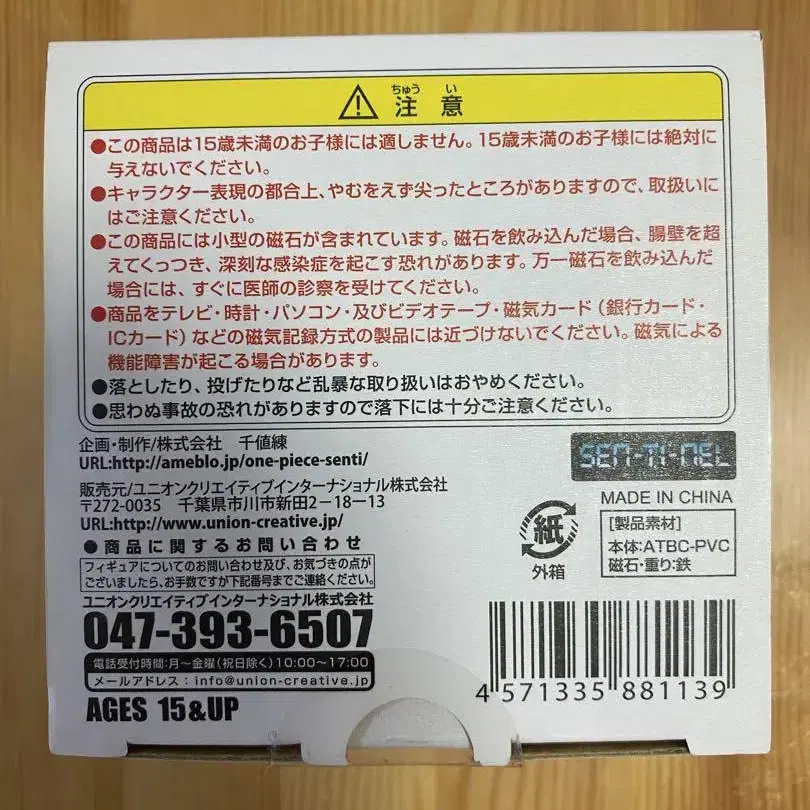 ちゅう い
注 意
●この商品は15歳未満のお子様には適しません。15歳未満のお子様には絶対に
与えないでください。
●キャラクター表現の都合上、やむをえず尖ったところがありますので、取扱いに
はご注意ください。
●この商品には小型の磁石が含まれています。磁石を飲み込んだ場合、腸壁を超
えてくっつき、深刻な感染症を起こす恐れがあります。万一磁石を飲み込んだ
場合には、すぐに医師の診察を受けてください。
●商品をテレビ・時計・パソコン・及びビデオテープ・磁気カード（銀行カード・
ICカード）などの磁気記録方式の製品には近づけないでください。磁気による
機能障害が起こる場合があります。
●落としたり、投げたりなど乱暴な取り扱いはおやめください。
●思わぬ事故の恐れがありますので落下には十分ご注意ください。
企画・制作/株式会社 千値練
URL:http://ameblo.jp/one-piece-senti/
販売元/ユニオンクリエイティブインターナショナル株式会社
〒272-0035 千葉県市川市新田2-18-13
URL:http://www.union-creative.jp/
●商品に関するお問い合わせ
フィギュアについてのお問い合わせ及び、お気づきの点が
ございましたら、お手数ですが下記番号までご連絡ください。
ユニオンクリエイティブインターナショナル株式会社
047-393-6507
電話受付時間:月〜金曜(祝日除く)10:00〜17:00
メールアドレス:info@union-creative.jp
AGES 15&UP
SEN-TI-NEL
MADE IN CHINA
紙
外箱
[製品素材]
本体:ATBC-PVC
磁石・重り:鉄
4 571335 881139